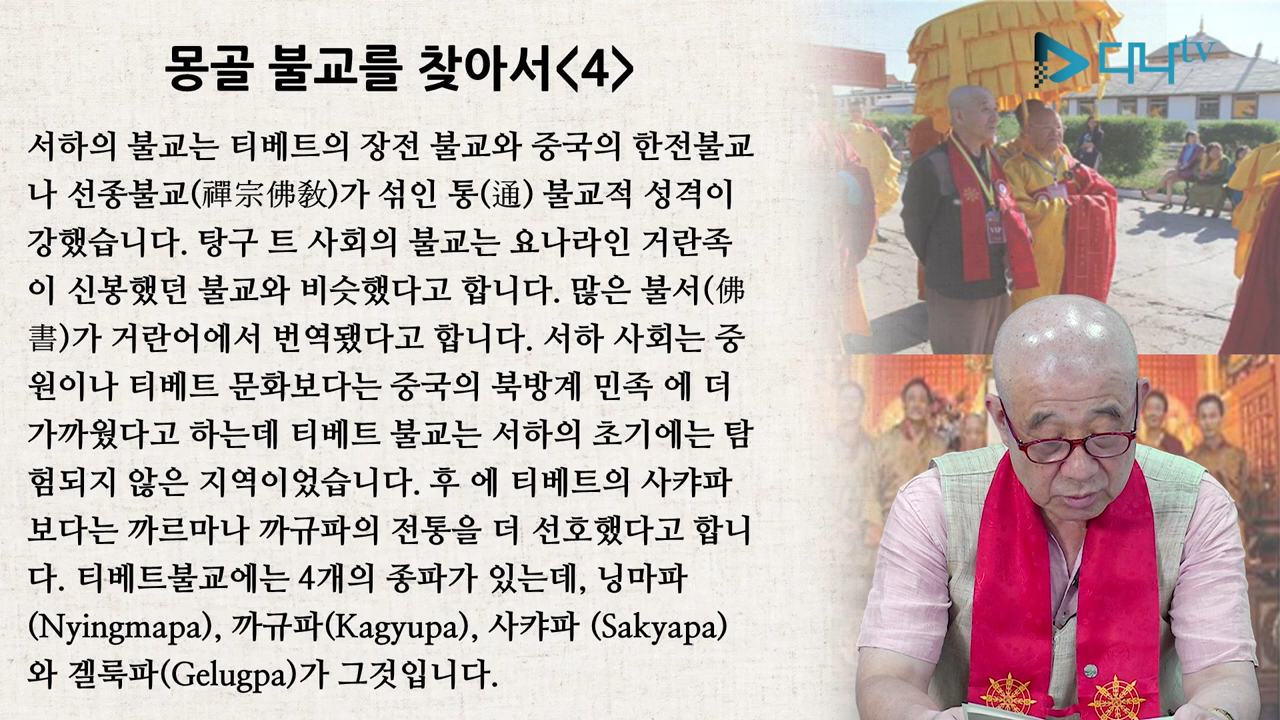 몽골 불교를 찾아서<4>
서하의 불교는 티베트의 장전 불교와 중국의 한전불교
나 선종불교(禪宗佛敎)가 섞인 통(通) 불교적 성격이
강했습니다. 탕구 트 사회의 불교는 요나라인 거란족
이 신봉했던 불교와 비슷했다고 합니다. 많은 불서(佛
書)가 거란어에서 번역됐다고 합니다. 서하 사회는 중
원이나 티베트 문화보다는 중국의 북방계 민족 에 더
가까웠다고 하는데 티베트 불교는 서하의 초기에는 탐
험되지 않은 지역이었습니다. 후 에 티베트의 사캬파
보다는 까르마나 까규파의 전통을 더 선호했다고 합니
다. 티베트불교에는 4개의 종파가 있는데, 닝마파
(Nyingmapa), 까규파(Kagyupa), 사캬파 (Sakyapa)
와 겔룩파(Gelugpa)가 그것입니다.
다나tv
VIP